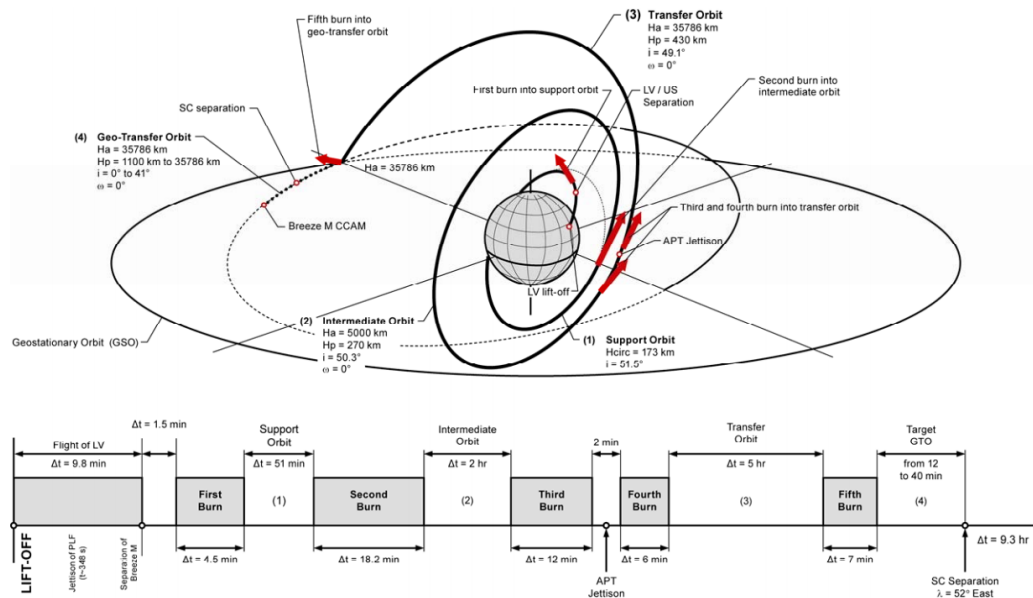 Fifth burn into
geo-transfer orbit
(3) Transfer Orbit
Ha = 35786 km
Hp = 430 km
i = 49.1°
ω = 0°
First burn into support orbit
LV / US
Separation
Second burn into
intermediate orbit
SC separation
(4) Geo-Transfer Orbit
Ha = 35786 km
Hp = 1100 km to 35786 km
i = 0° to 41°
ω = 0°
Ha = 35786 km
Breeze M CCAM
Third and fourth burn into transfer orbit
APT Jettison
LV lift-off
(2) Intermediate Orbit
Ha = 5000 km
Hp = 270 km
i = 50.3°
ω = 0°
(1) Support Orbit
Hcirc = 173 km
i = 51.5°
Geostationary Orbit (GSO)
Δt = 1.5 min
Flight of LV
Δt = 9.8 min
Support
Orbit
Δt = 51 min
Intermediate
Orbit
Δt = 2 hr
2 min
Transfer
Orbit
Δt = 5 hr
Target
GTO
from 12
to 40 min
First
Burn
(1)
Second
Burn
(2)
Third
Burn
Fourth
Burn
(3)
Fifth
Burn
(4)
Δt = 4.5 min
Δt = 18.2 min
Δt = 12 min
Δt = 6 min
Δt = 7 min
Δt = 9.3 hr
LIFT-OFF
Jettison of PLF
(t~348 s)
Separation of
Breeze M
APT
Jettison
SC Separation
λ = 52° East